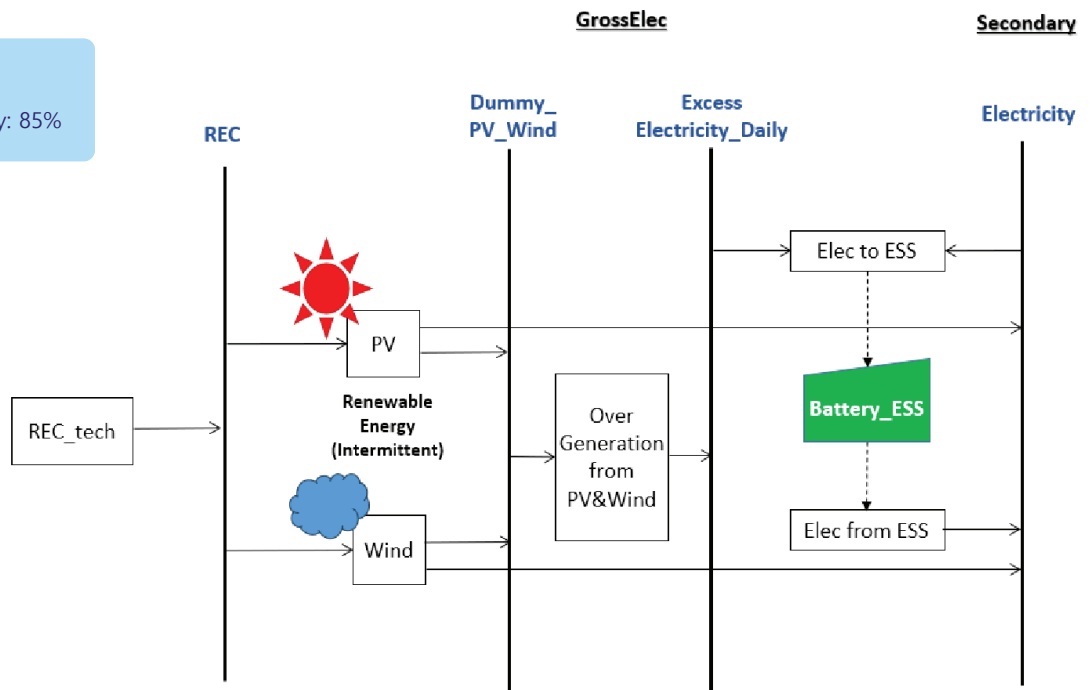 GrossElec
Secondary
y: 85%
REC
Dummy_
PV_Wind
Excess
Electricity_Daily
Electricity
Elec to ESS
PV
Renewable
Energy
(Intermittent)
REC_tech
Over
Generation
from
PV&Wind
Battery_ESS
Elec from ESS
Wind